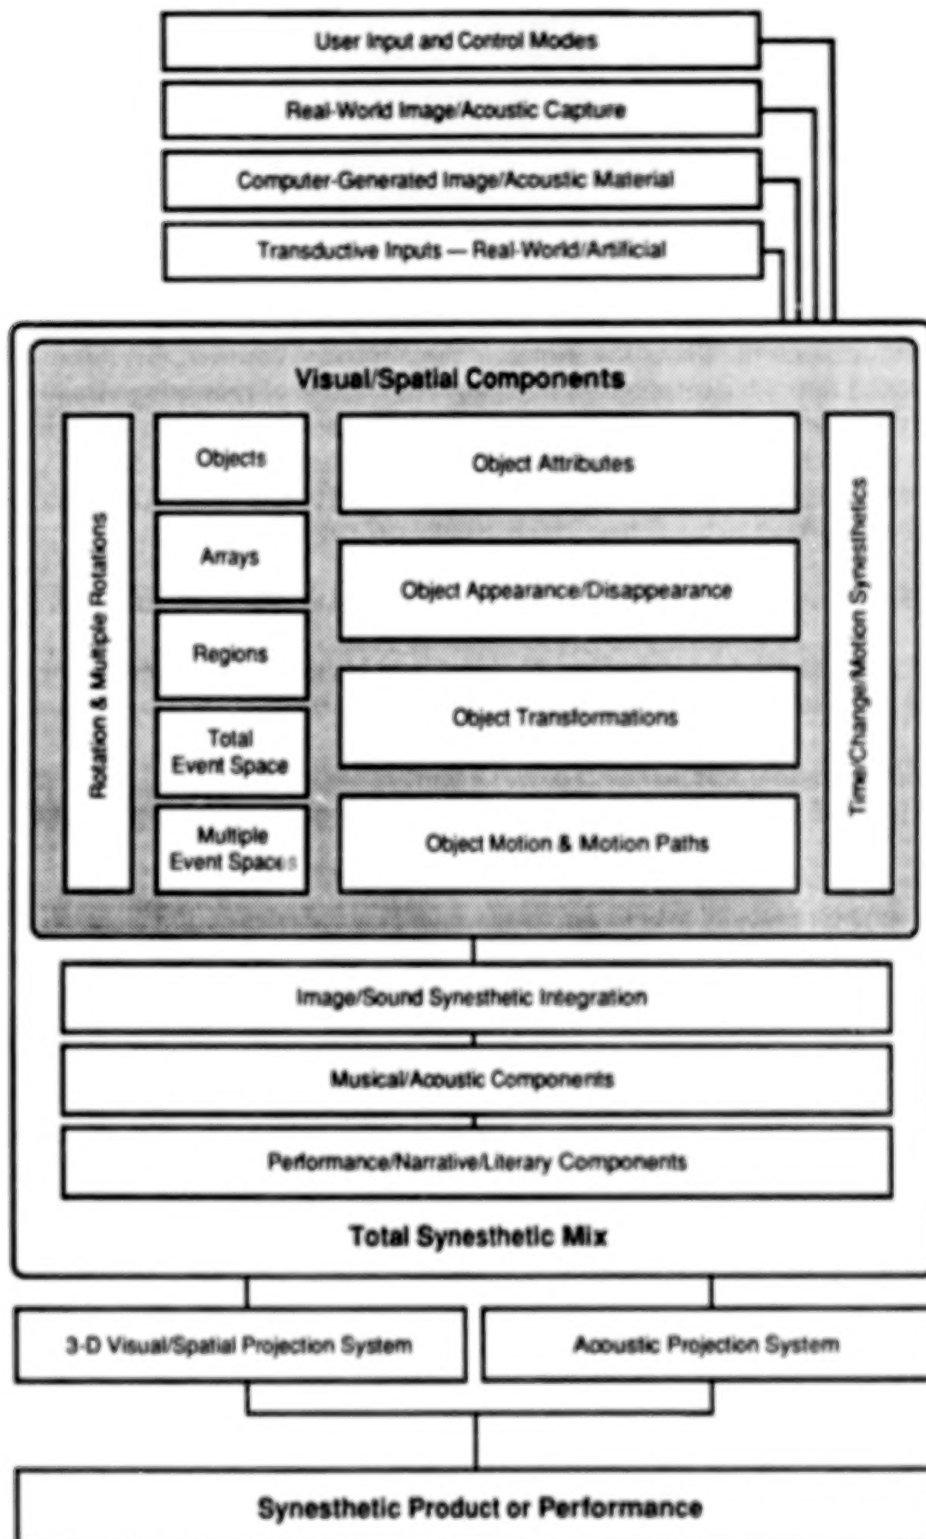 User Input and Control Modes
Real-World Image/Acoustic Capture
Computer-Generated Image/Acoustic Material
Transductive Inputs — Real-World/Artificial
Visual/Spatial Components
Rotation & Multiple Rotations
Objects
Arrays
Regions
Total
Event Space
Multiple
Event Spaces
Object Attributes
Object Appearance/Disappearance
Object Transformations
Object Motion & Motion Paths
Time/Change/Motion Synesthetics
Image/Sound Synesthetic Integration
Musical/Acoustic Components
Performance/Narrative/Literary Components
Total Synesthetic Mix
3-D Visual/Spatial Projection System
Acoustic Projection System
Synesthetic Product or Performance